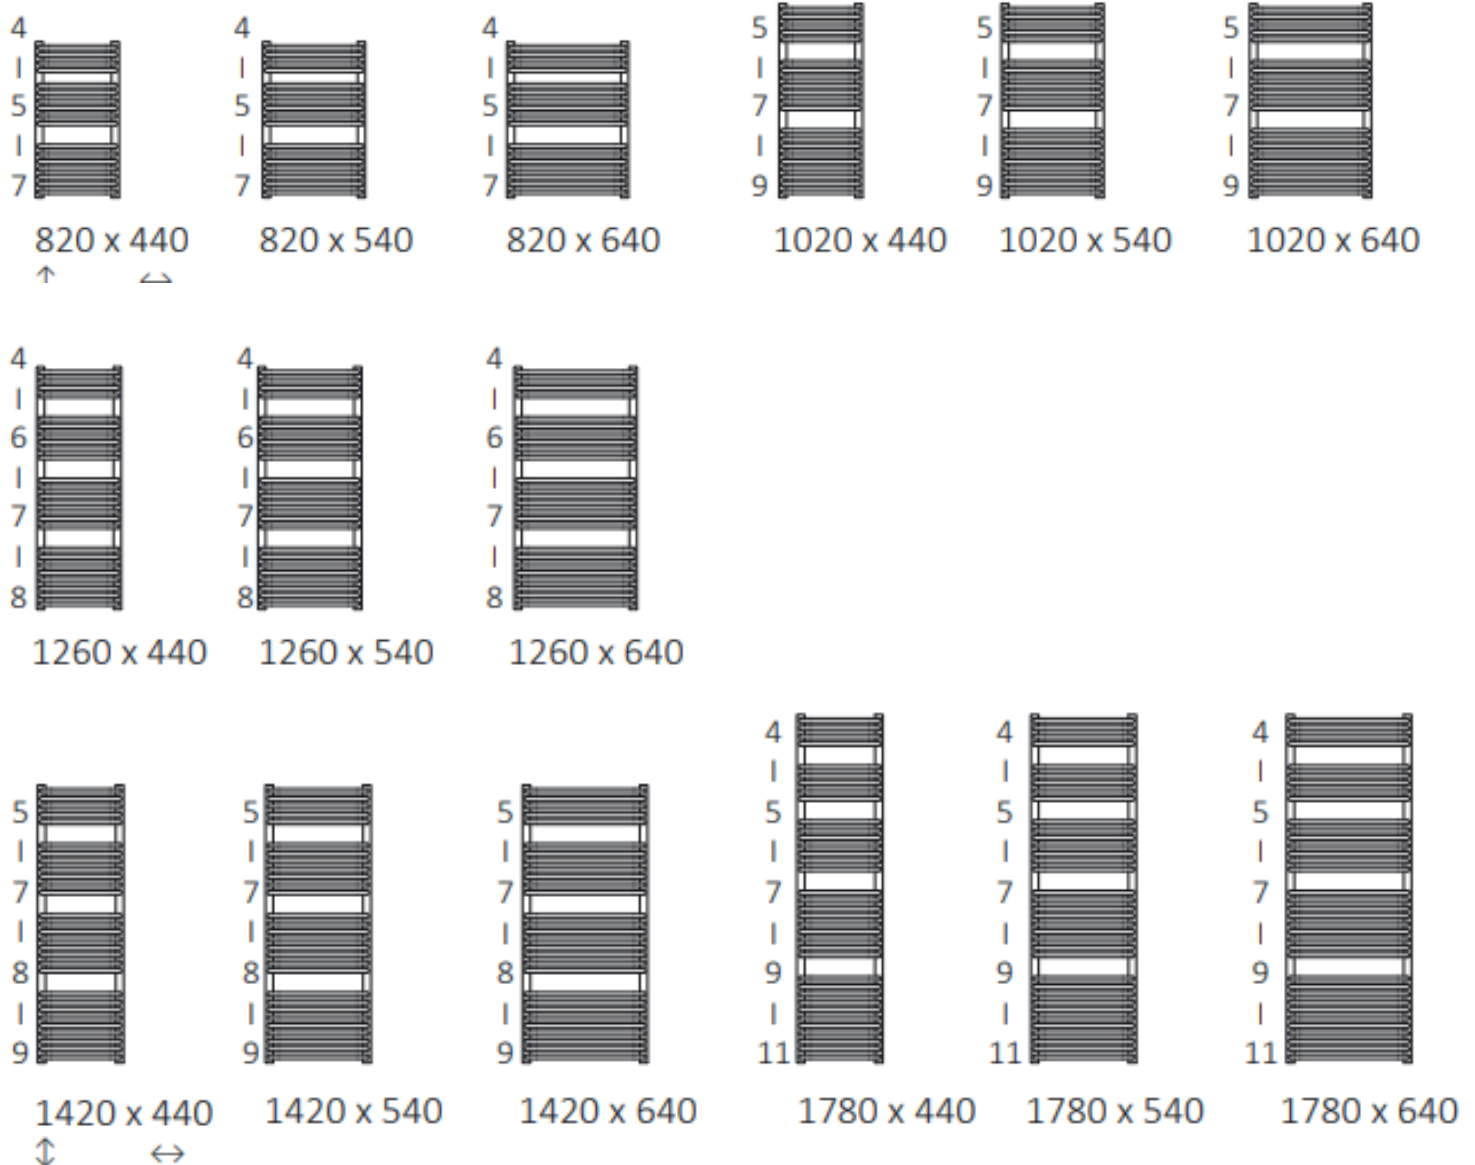 4 4 4 5 5 5
I I I I I I
5 5 5 7 7 7
I I I I I I
7 7 7 9 9 9
820 x 440 820 x 540 820 x 640 1020 x 440 1020 x 540 1020 x 640
↑ ↔
4 4 4
I I I
6 6 6
I I I
7 7 7
I I I
8 8 8
1260 x 440 1260 x 540 1260 x 640
4 4 4
I I I
5 5 5 5 5 5
I I I I I I
7 7 7 7 7 7
I I I I I I
8 8 8 9 9 9
I I I I I I
9 9 9 11 11 11
1420 x 440 1420 x 540 1420 x 640 1780 x 440 1780 x 540 1780 x 640
↕ ↔